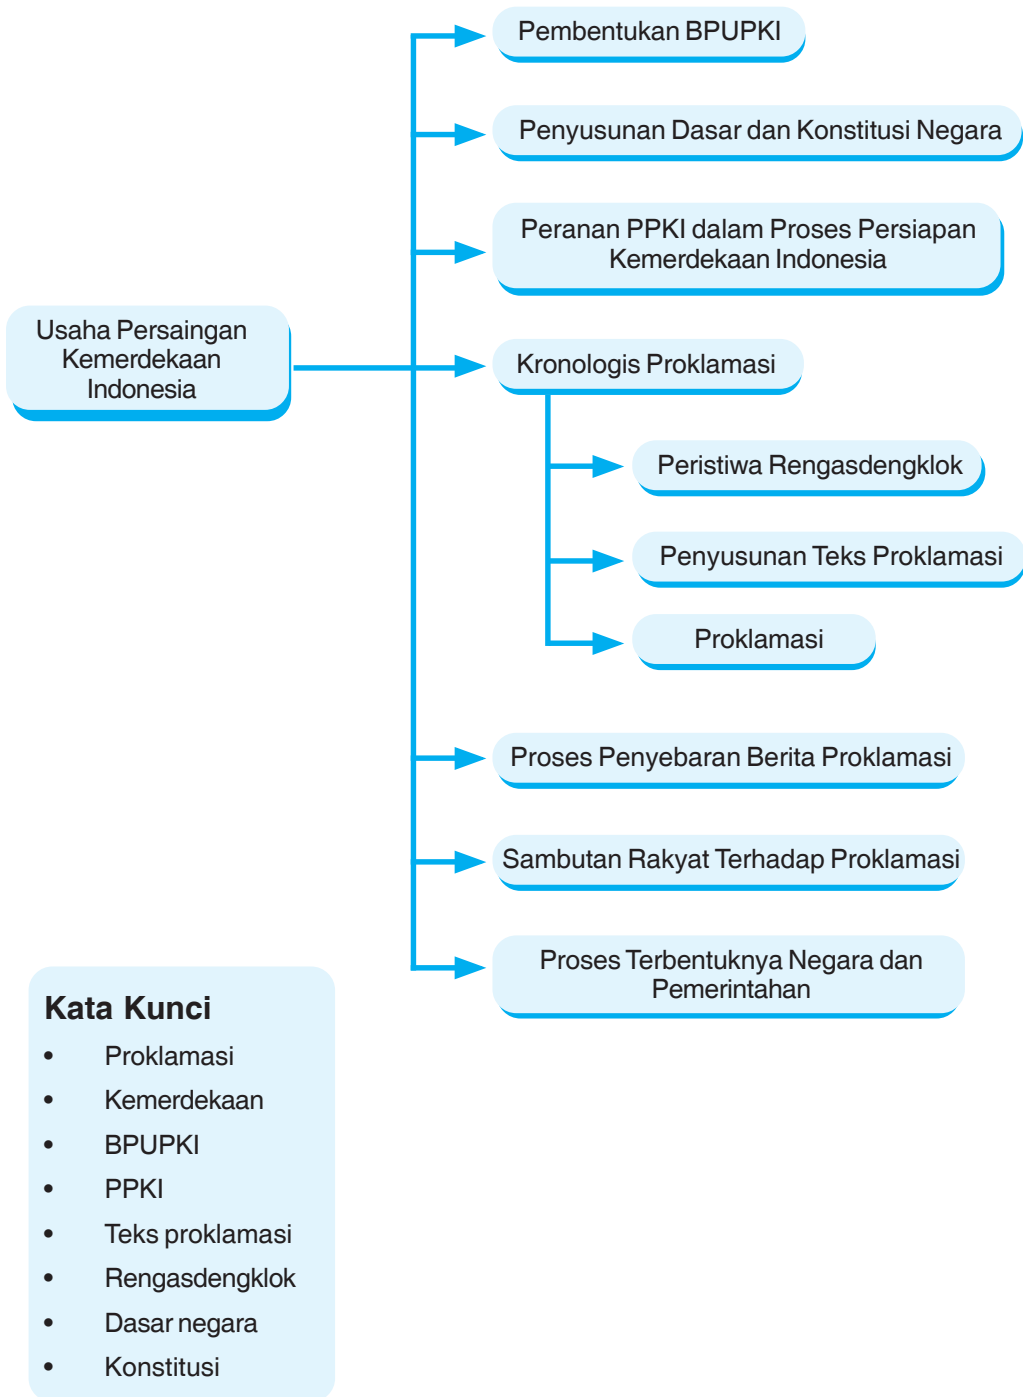 Pembentukan BPUPKI
Penyusunan Dasar dan Konstitusi Negara
Peranan PPKI dalam Proses Persiapan
Kemerdekaan Indonesia
Usaha Persaingan
Kemerdekaan
Indonesia
Kronologis Proklamasi
Peristiwa Rengasdengklok
Penyusunan Teks Proklamasi
Proklamasi
Proses Penyebaran Berita Proklamasi
Sambutan Rakyat Terhadap Proklamasi
Proses Terbentuknya Negara dan
Pemerintahan
Kata Kunci
• Proklamasi
• Kemerdekaan
• BPUPKI
• PPKI
• Teks proklamasi
• Rengasdengklok
• Dasar negara
• Konstitusi